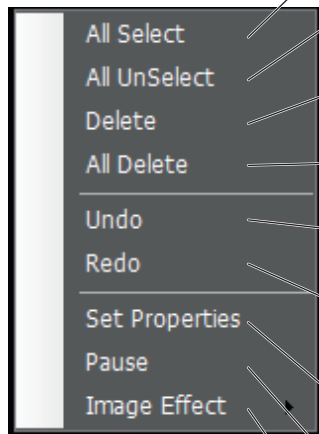 All Select
All UnSelect
Delete
All Delete
Undo
Redo
Set Properties
Pause
Image Effect